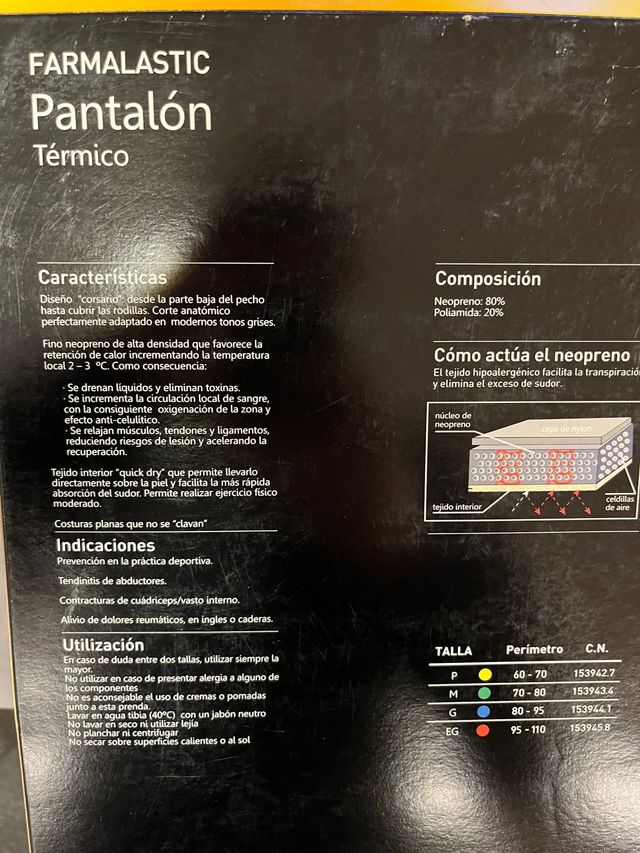 FARMALASTIC
Pantalón
Térmico
Características
Diseño "corsario": desde la parte baja del pecho
hasta cubrir las rodillas. Corte anatómico
perfectamente adaptado en modernos tonos grises.
Fino neopreno de alta densidad que favorece la
retención de calor incrementando la temperatura
local 2 – 3 ºC. Como consecuencia:
· Se drenan líquidos y eliminan toxinas.
· Se incrementa la circulación local de sangre,
con la consiguiente oxigenación de la zona y
efecto anti-celulítico.
· Se relajan músculos, tendones y ligamentos,
reduciendo riesgos de lesión y acelerando la
recuperación.
Tejido interior "quick dry" que permite llevarlo
directamente sobre la piel y facilita la más rápida
absorción del sudor. Permite realizar ejercicio físico
moderado.
Costuras planas que no se "clavan"
Indicaciones
Prevención en la práctica deportiva.
Tendinitis de abductores.
Contracturas de cuádriceps/vasto interno.
Alivio de dolores reumáticos, en ingles o caderas.
Utilización
En caso de duda entre dos tallas, utilizar siempre la
mayor.
No utilizar en caso de presentar alergia a alguno de
los componentes
No es aconsejable el uso de cremas o pomadas
junto a esta prenda.
Lavar en agua tibia (40ºC) con un jabón neutro
No lavar en seco ni utilizar lejía
No planchar ni centrifugar
No secar sobre superficies calientes o al sol
Composición
Neopreno: 80%
Poliamida: 20%
Cómo actúa el neopreno
El tejido hipoalergénico facilita la transpiració
y elimina el exceso de sudor.
núcleo de
neopreno
capa de nylon
tejido interior
celdillas
de aire
TALLA Perímetro C.N.
P 60 - 70 153942.7
M 70 - 80 153943.4
G 80 - 95 153944.1
EG 95 - 110 153945.8